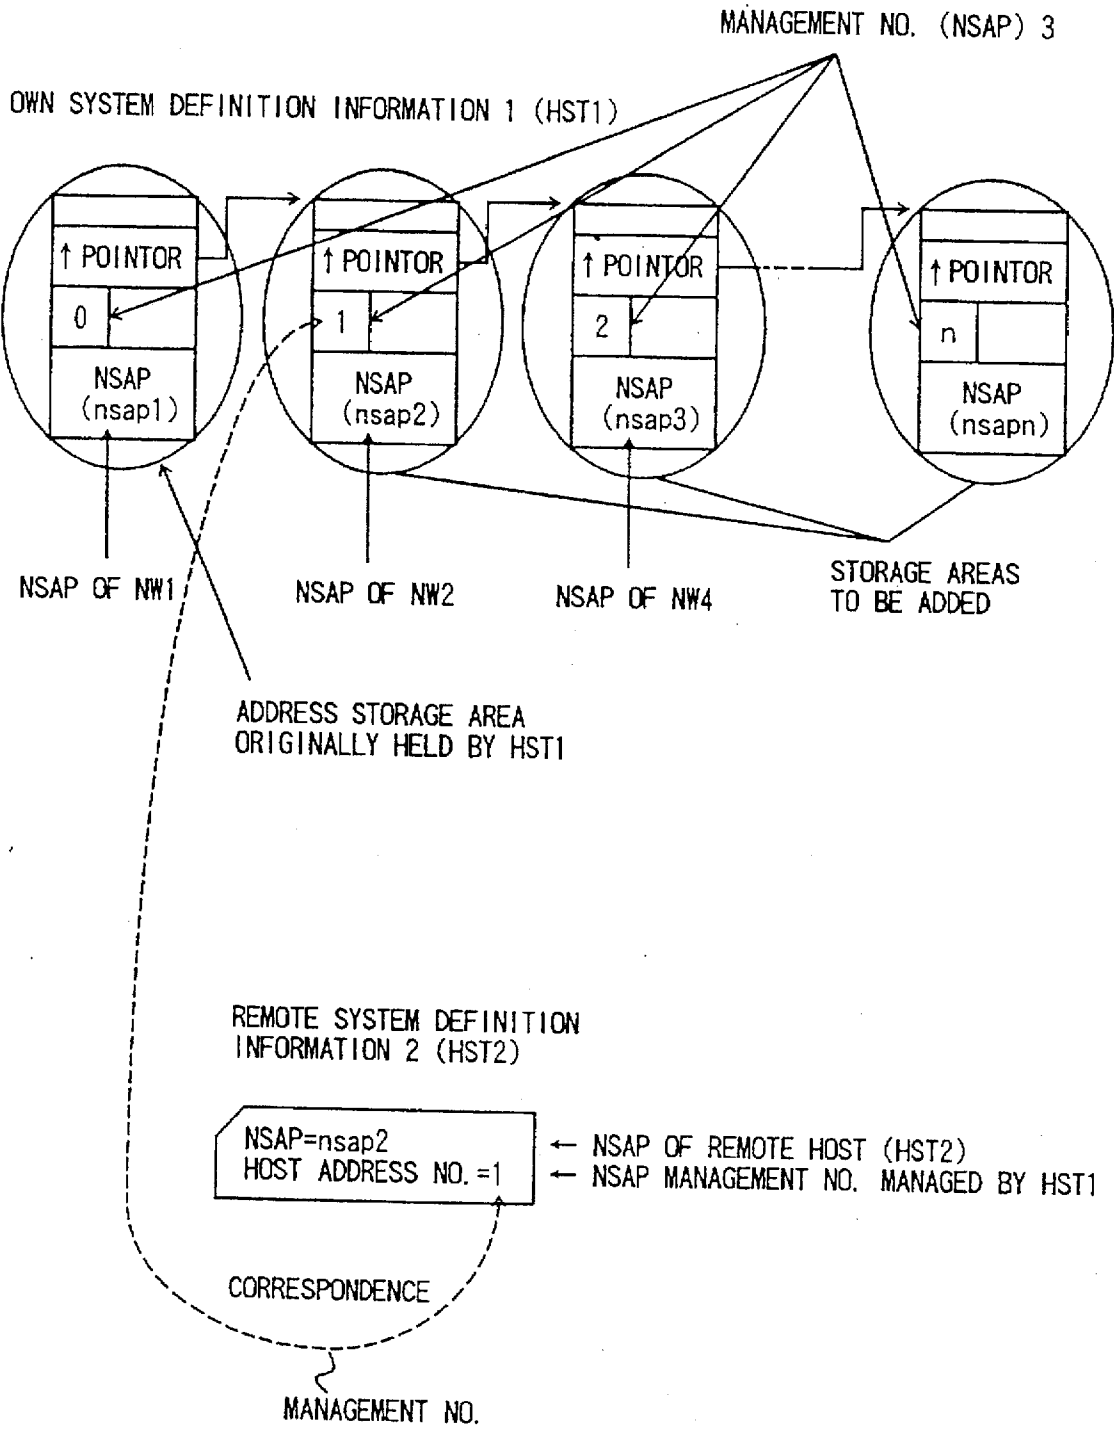 MANAGEMENT NO. (NSAP) 3
OWN SYSTEM DEFINITION INFORMATION 1 (HST1)
↑ POINTOR
0
NSAP
(nsap1)
↑ POINTOR
1
NSAP
(nsap2)
↑ POINTOR
2
NSAP
(nsap3)
↑ POINTOR
n
NSAP
(nsapn)
NSAP OF NW1
NSAP OF NW2
NSAP OF NW4
STORAGE AREAS
TO BE ADDED
ADDRESS STORAGE AREA
ORIGINALLY HELD BY HST1
REMOTE SYSTEM DEFINITION
INFORMATION 2 (HST2)
NSAP=nsap2
HOST ADDRESS NO.=1
← NSAP OF REMOTE HOST (HST2)
← NSAP MANAGEMENT NO. MANAGED BY HST1
CORRESPONDENCE
MANAGEMENT NO.